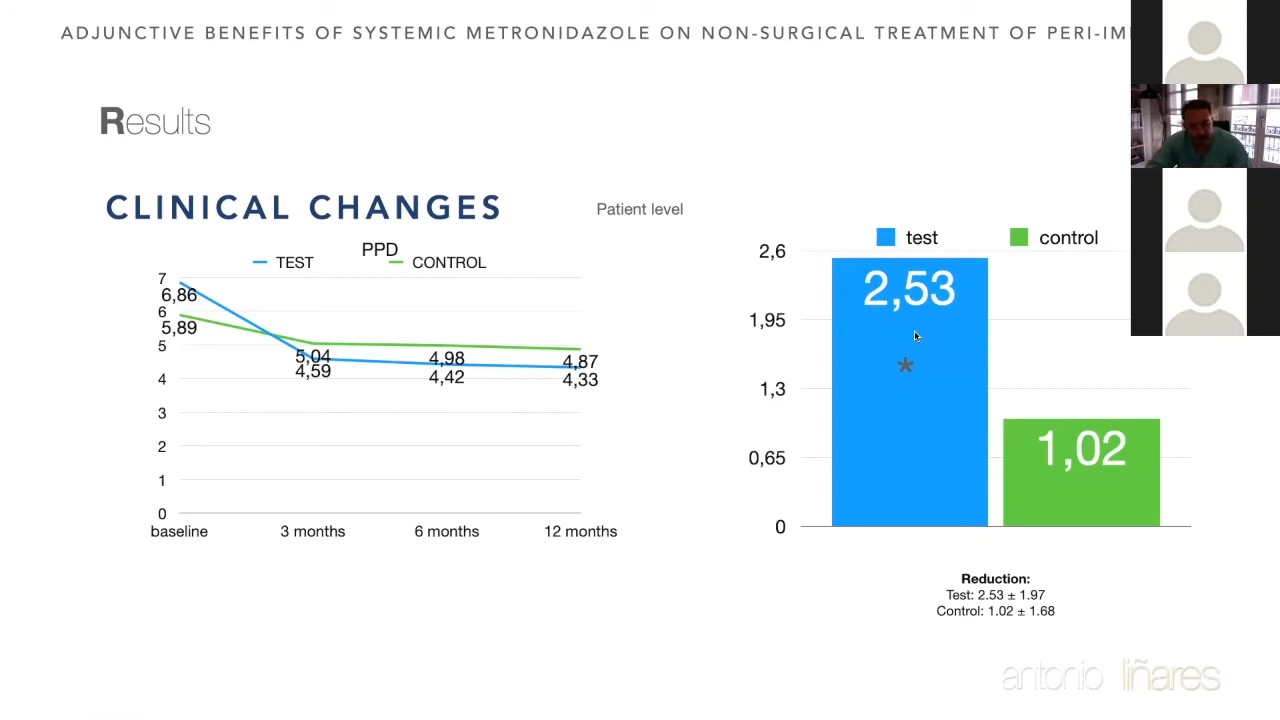 ADJUNCTIVE BENEFITS OF SYSTEMIC METRONIDAZOLE ON NON-SURGICAL TREATMENT OF PERI-IM
Results
CLINICAL CHANGES
Patient level
PPD
TEST CONTROL
7
6
5
4
3
2
1
0
6,86
5,89
5,04
4,59
4,98
4,42
4,87
4,33
baseline 3 months 6 months 12 months
test control
2,6
1,95
1,3
0,65
0
2,53
*
1,02
Reduction:
Test: 2.53 ± 1.97
Control: 1.02 ± 1.68
antonio liñares